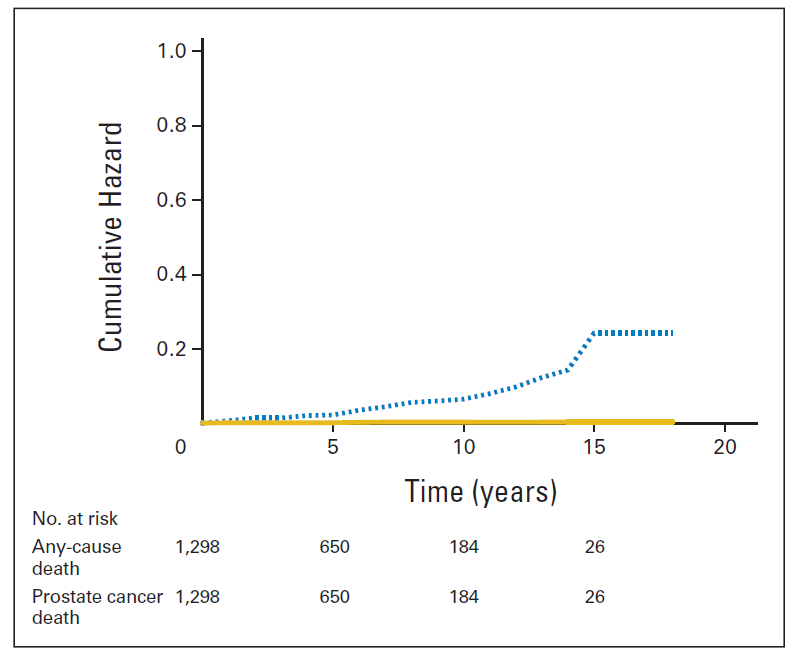 1.0
0.8
0.6
0.4
0.2
Cumulative Hazard
0 5 10 15 20
Time (years)
No. at risk
Any-cause 1,298 650 184 26
death
Prostate cancer 1,298 650 184 26
death